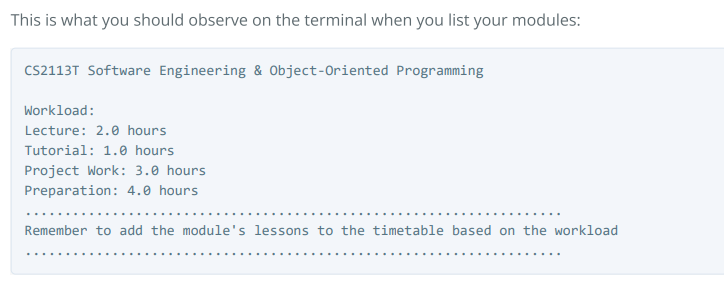 This is what you should observe on the terminal when you list your modules:
CS2113T Software Engineering & Object-Oriented Programming
Workload:
Lecture: 2.0 hours
Tutorial: 1.0 hours
Project Work: 3.0 hours
Preparation: 4.0 hours
....................................................................
Remember to add the module's lessons to the timetable based on the workload
....................................................................